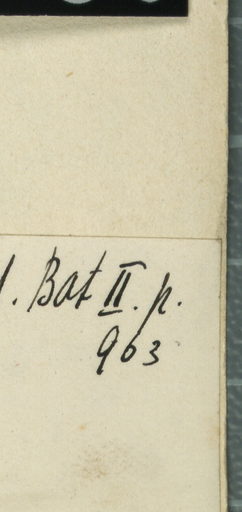 . Bat II. p.
963